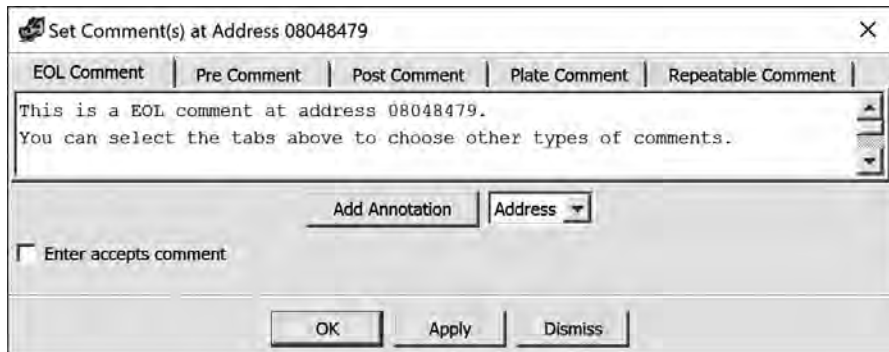 Set Comment(s) at Address 08048479
EOL Comment Pre Comment Post Comment Plate Comment Repeatable Comment
This is a EOL comment at address 08048479.
You can select the tabs above to choose other types of comments.
Add Annotation Address
Enter accepts comment
OK Apply Dismiss